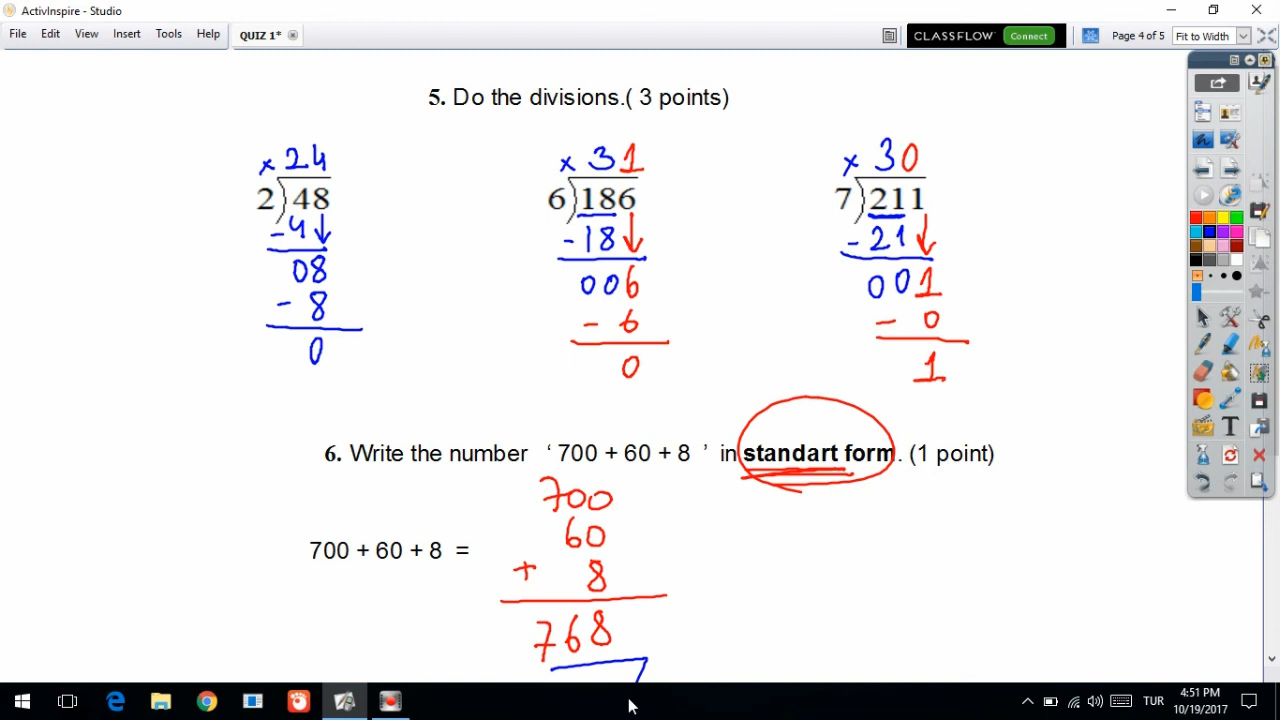 ActivInspire - Studio
File Edit View Insert Tools Help QUIZ 1* CLASSFLOW Connect Page 4 of 5 Fit to Width
5. Do the divisions.( 3 points)
× 24 × 31 × 30
2)48 6)186 7)211
-4 -18 -21
08 006 001
- 8 - 6 - 0
0 0 1
6. Write the number ‘ 700 + 60 + 8 ’ in standart form. (1 point)
700
60
700 + 60 + 8 =
+ 8
768
TUR 4:51 PM
10/19/2017